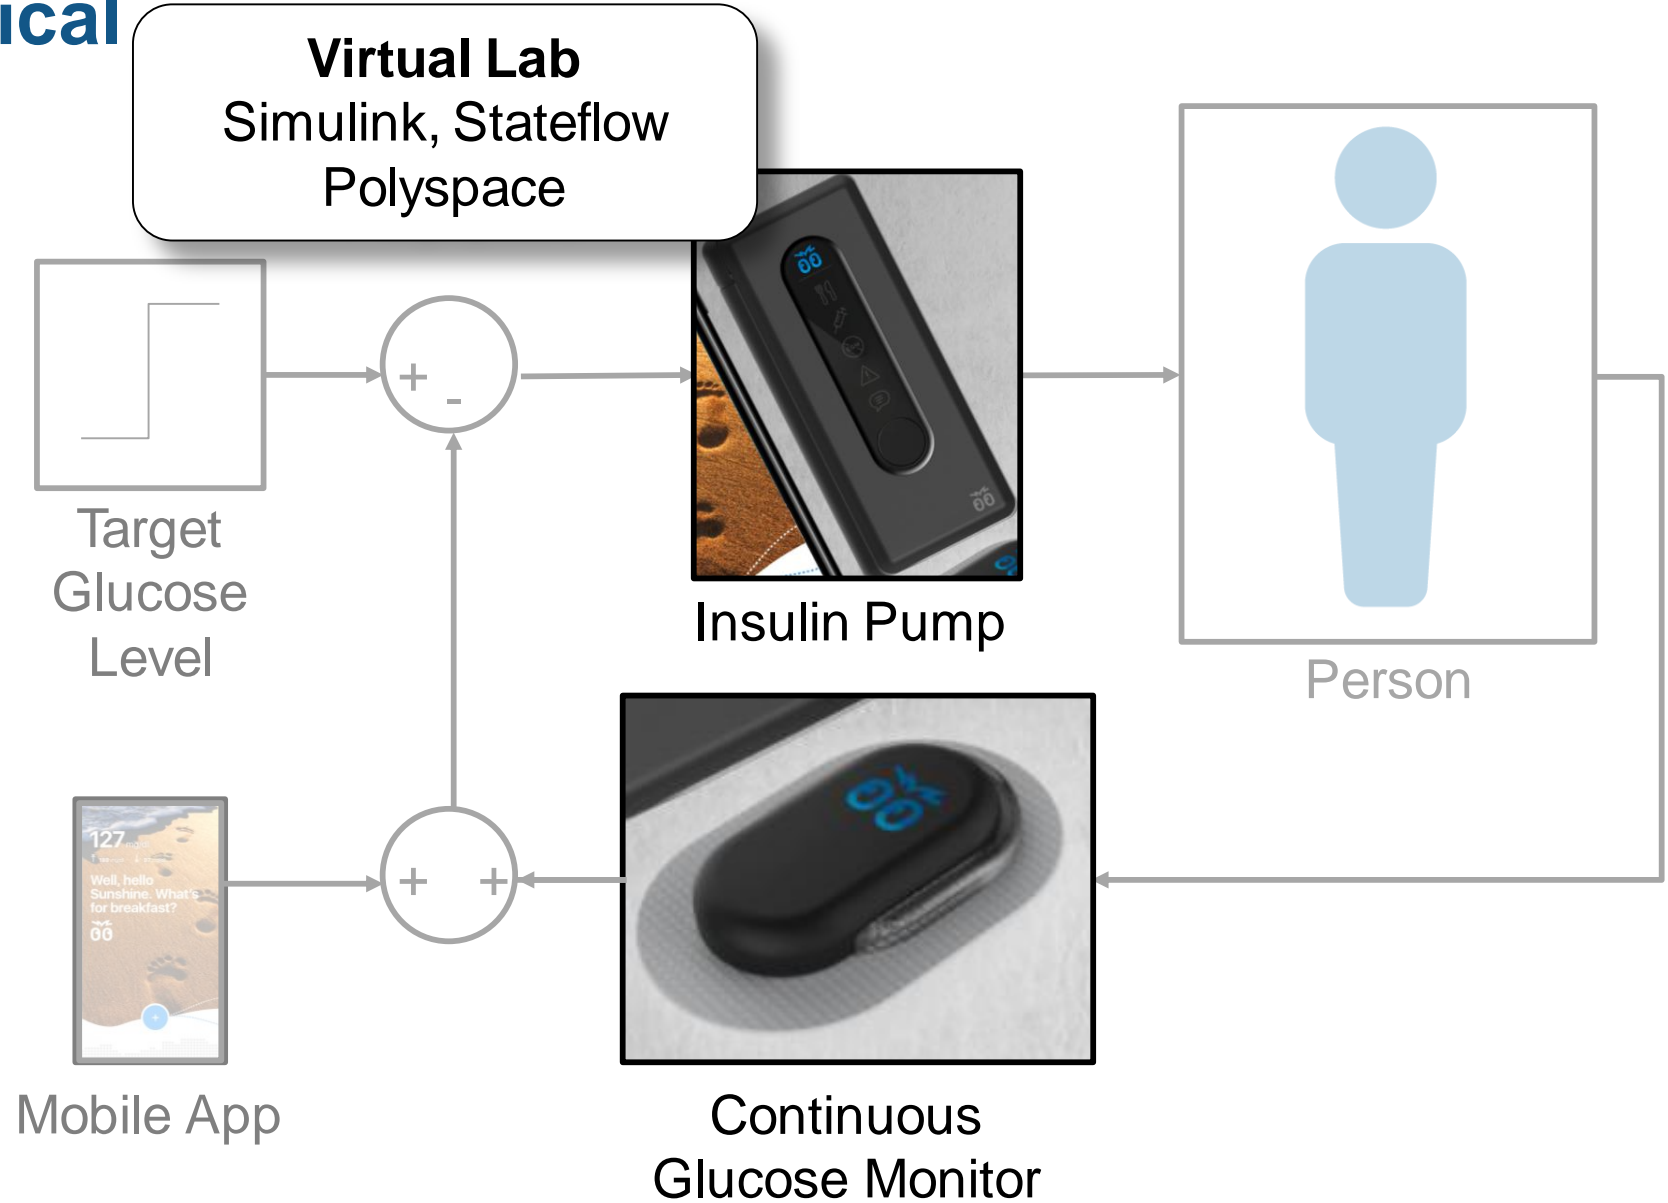 ical
Virtual Lab
Simulink, Stateflow
Polyspace
+
-
Target
Glucose
Level
Insulin Pump
Person
127
Well, hello
Sunshine. What's
for breakfast?
+
+ +
Mobile App
Continuous
Glucose Monitor